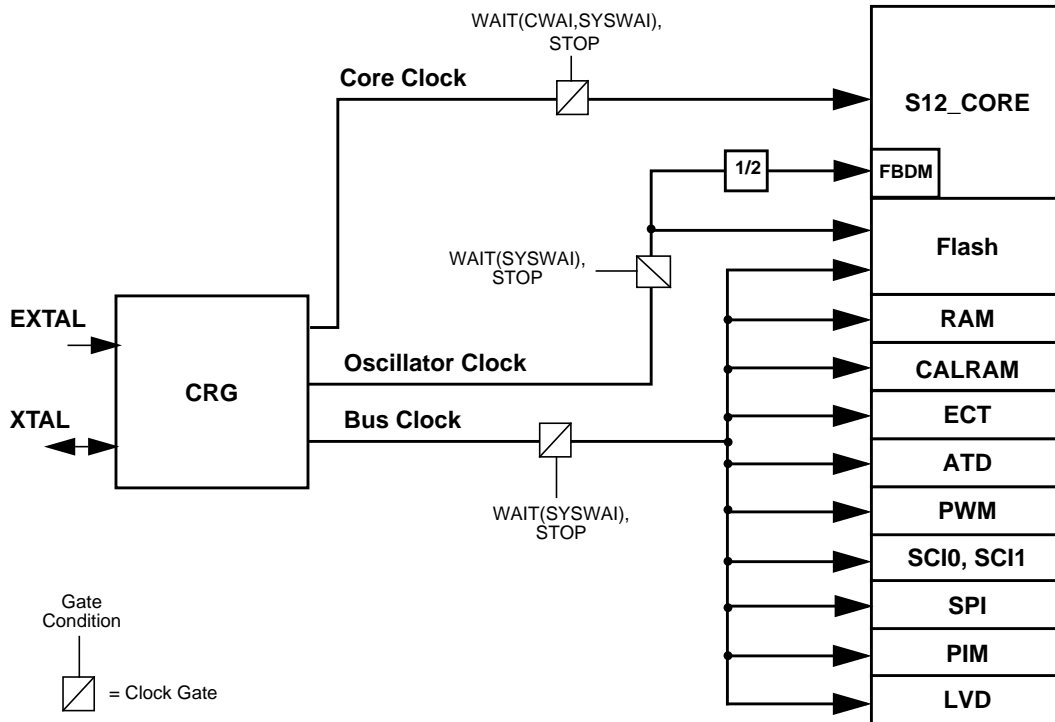 WAIT(CWAI,SYSWAI),
STOP
Core Clock
S12_CORE
1/2
FBDM
WAIT(SYSWAI),
STOP
Flash
EXTAL
RAM
Oscillator Clock
CALRAM
CRG
XTAL
Bus Clock
ECT
ATD
WAIT(SYSWAI),
STOP
PWM
SCI0, SCI1
Gate
Condition
SPI
PIM
= Clock Gate
LVD